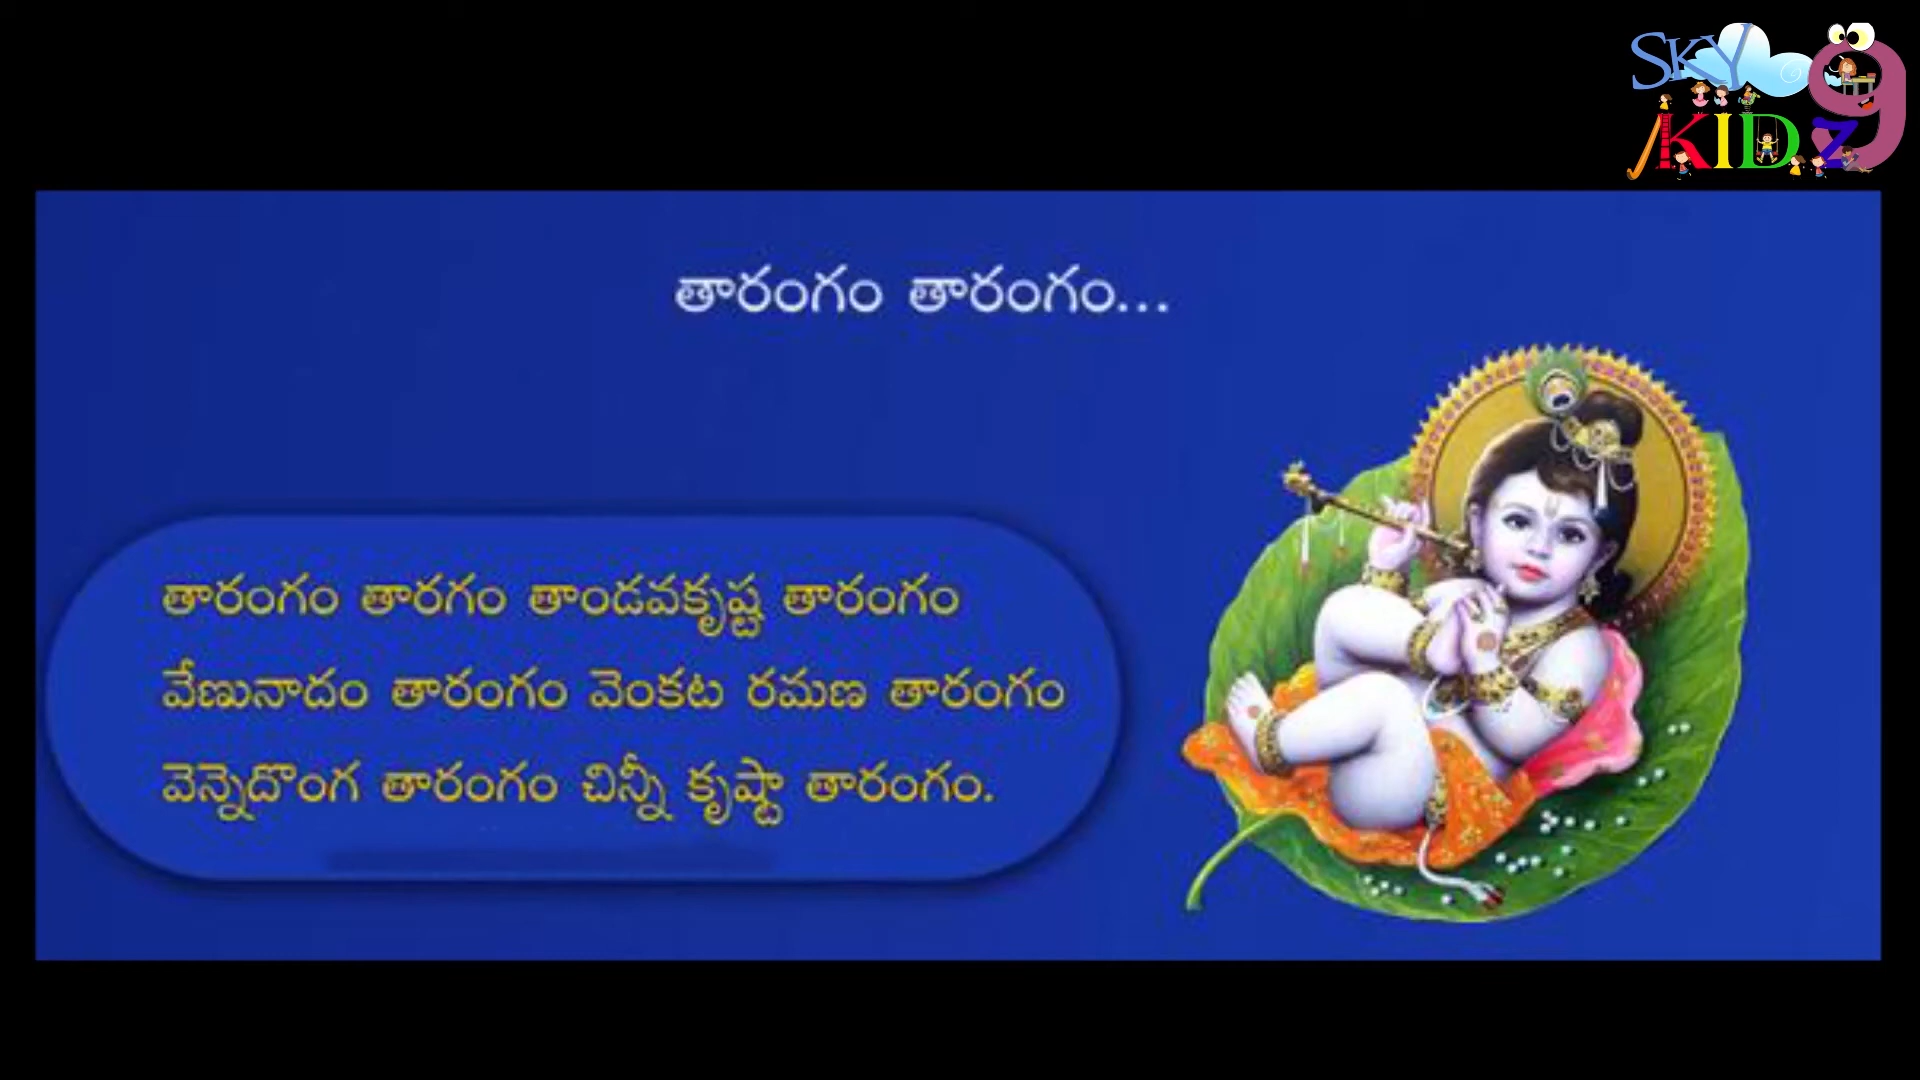 SKY 9
KIDZ
తారంగం తారంగం...
తారంగం తారగం తాండవకృష్ట తారంగం
వేణునాదం తారంగం వెంకట రమణ తారంగం
వెన్నెదొంగ తారంగం చిన్నీ కృష్టా తారంగం.